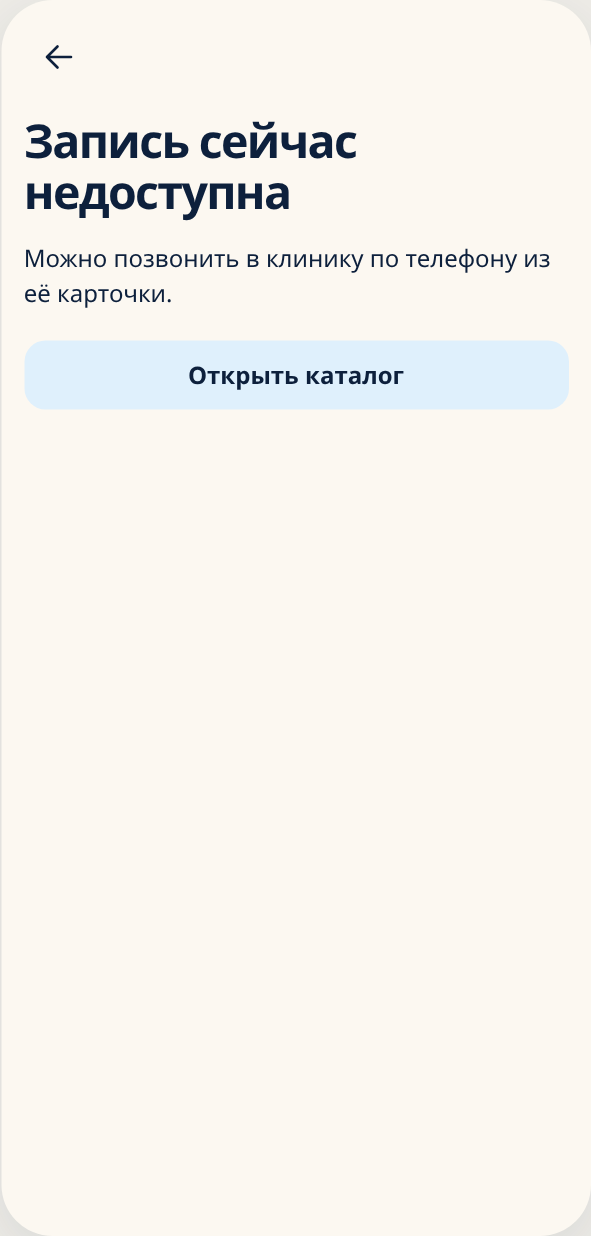 Запись сейчас
недоступна
Можно позвонить в клинику по телефону из
её карточки.
Открыть каталог